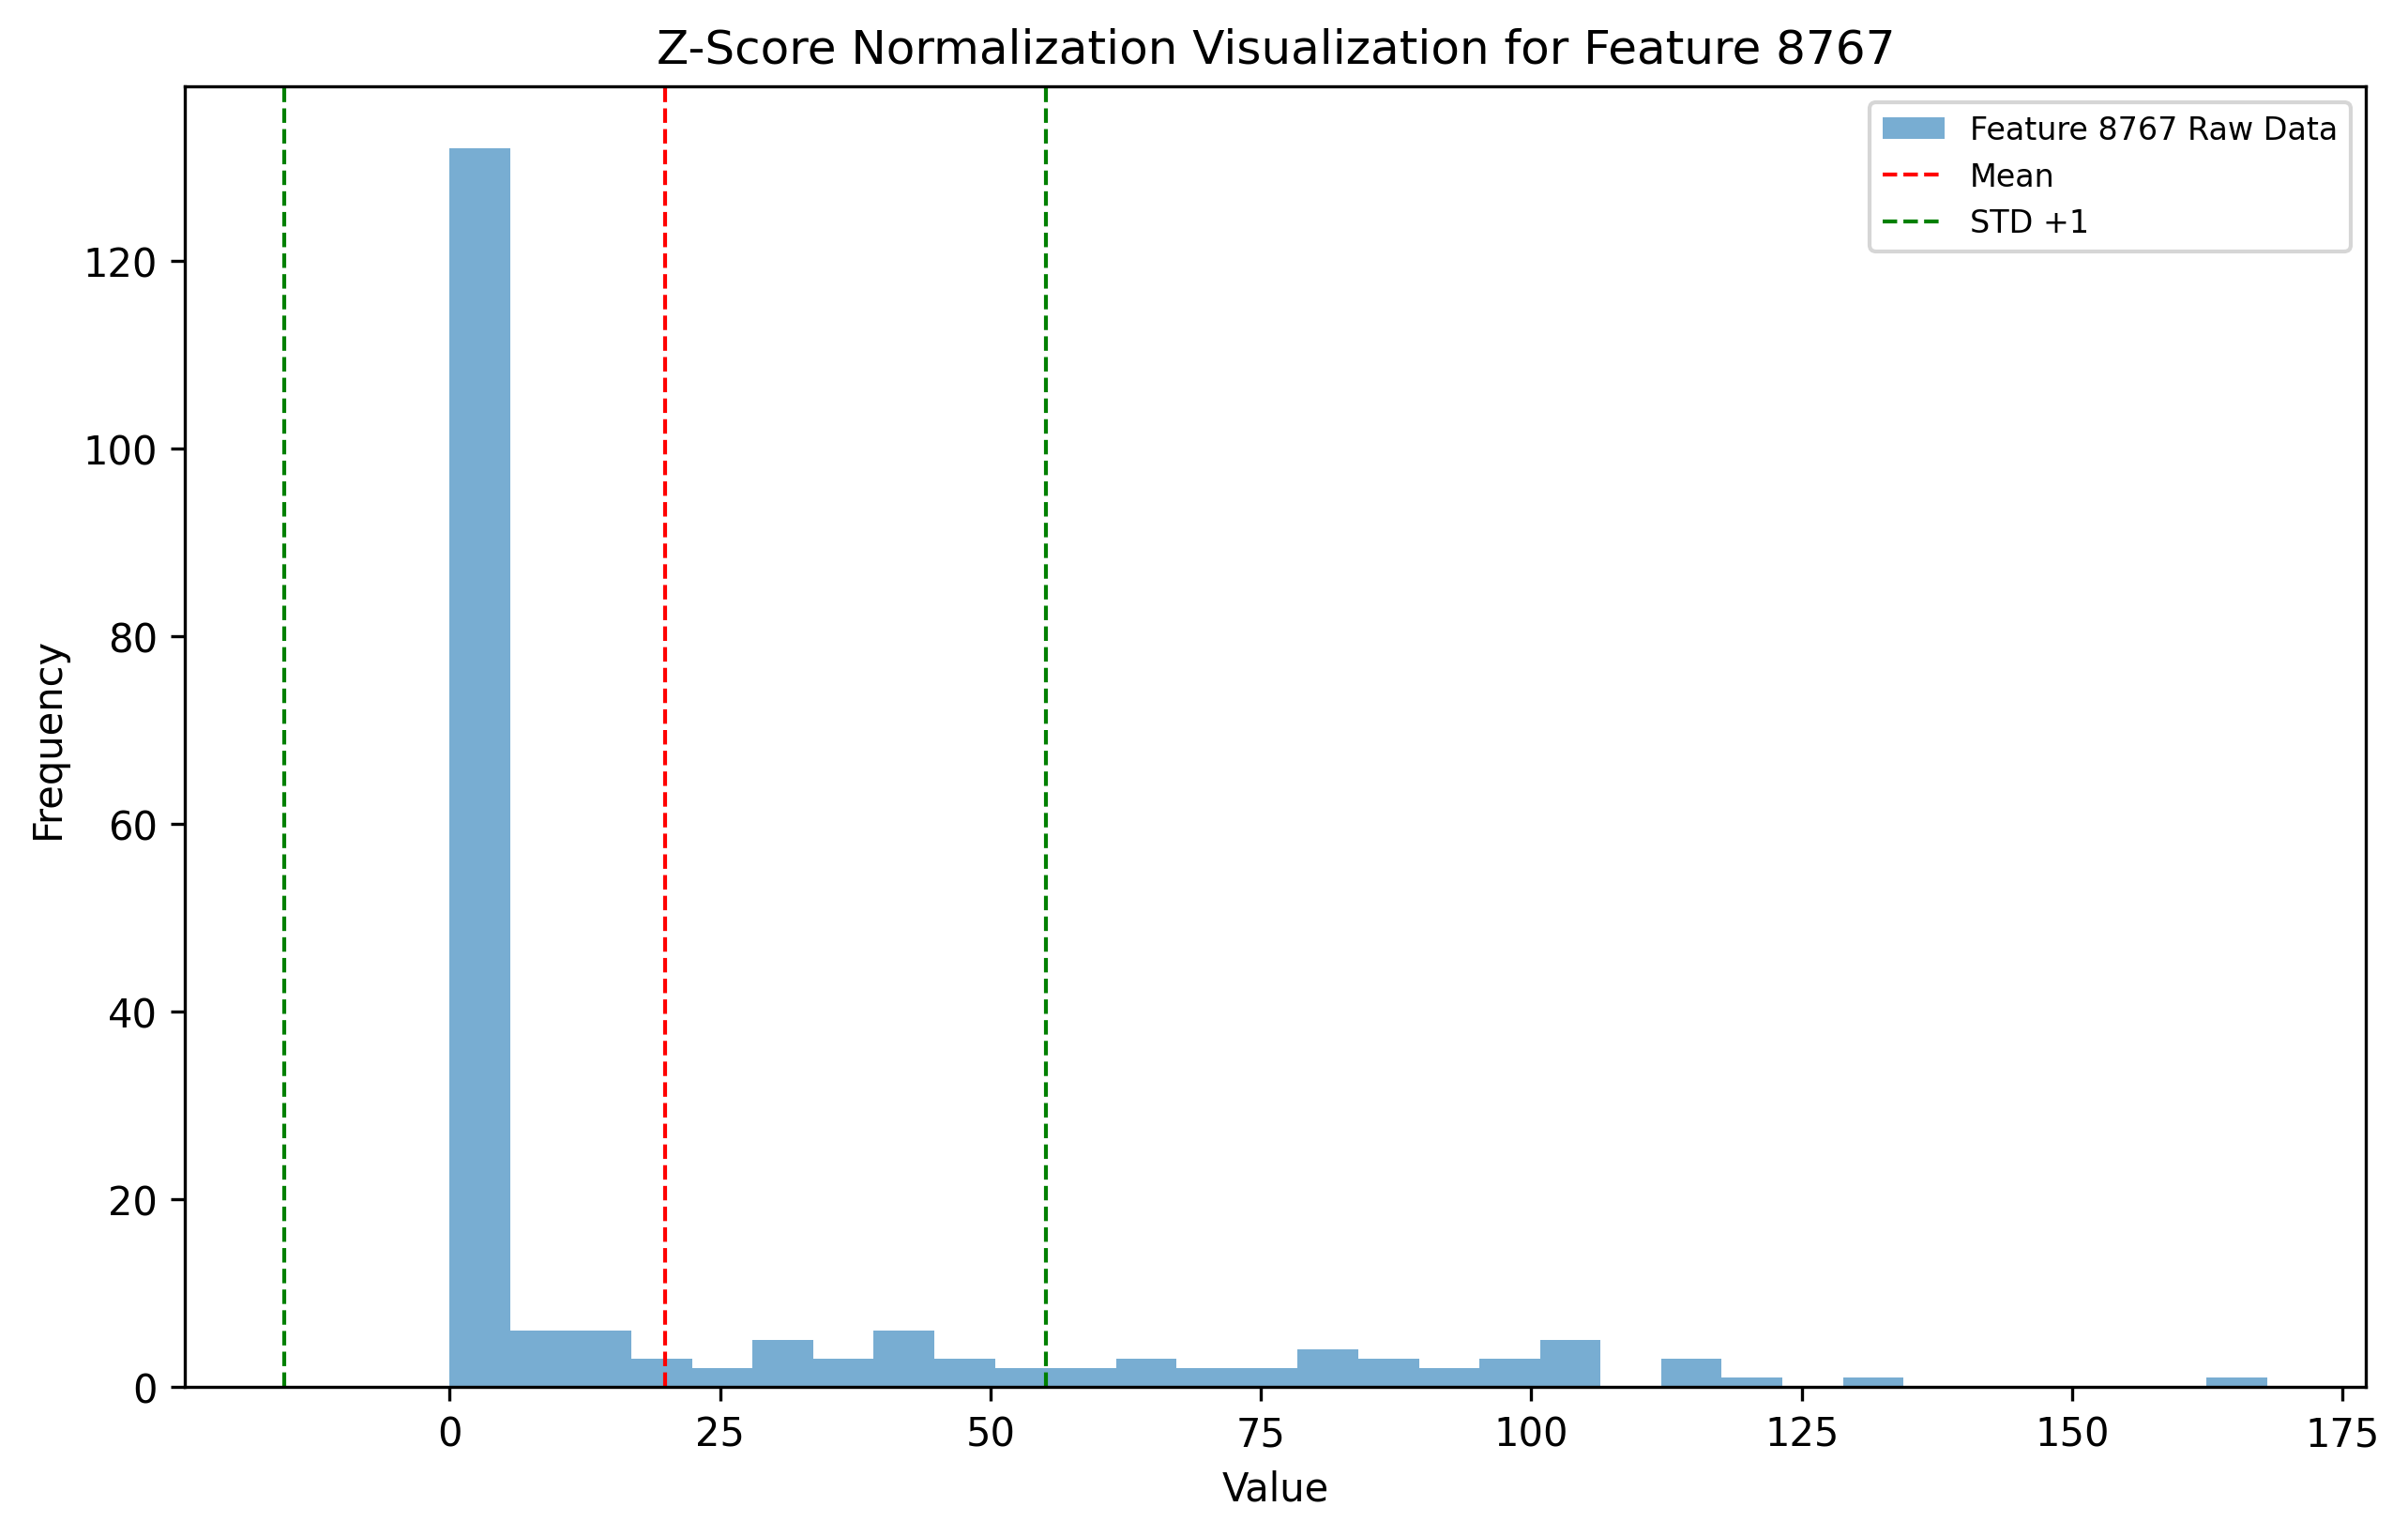 Z-Score Normalization Visualization for Feature 8767
Feature 8767 Raw Data
Mean
STD +1
120
100
80
60
40
20
0
Frequency
0 25 50 75 100 125 150 175
Value